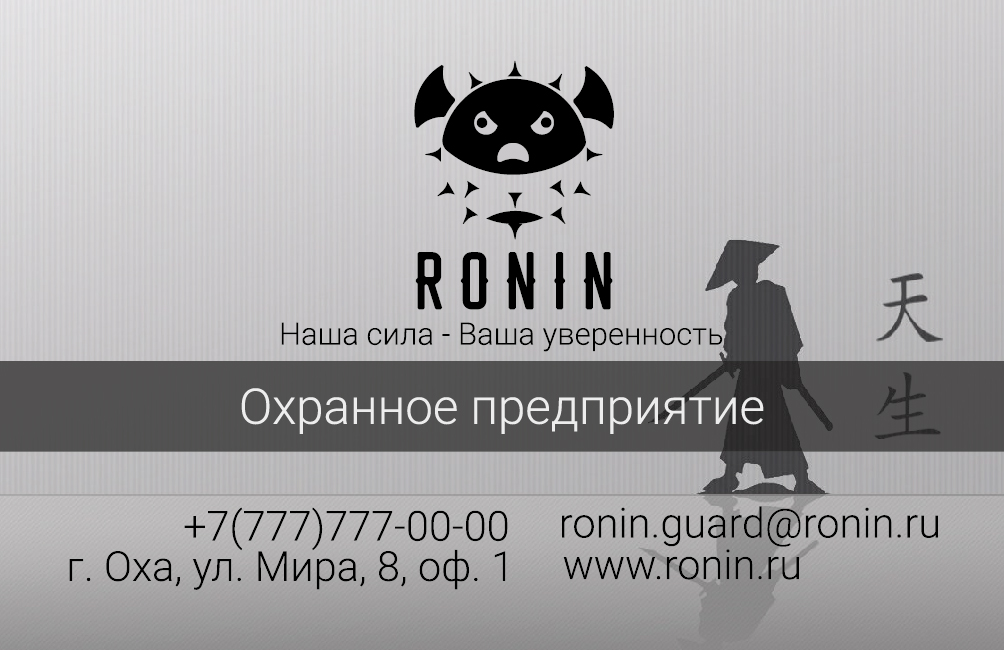 RONIN
Наша сила - Ваша уверенность
天
生
Охранное предприятие
+7(777)777-00-00
г. Оха, ул. Мира, 8, оф. 1
ronin.guard@ronin.ru
www.ronin.ru